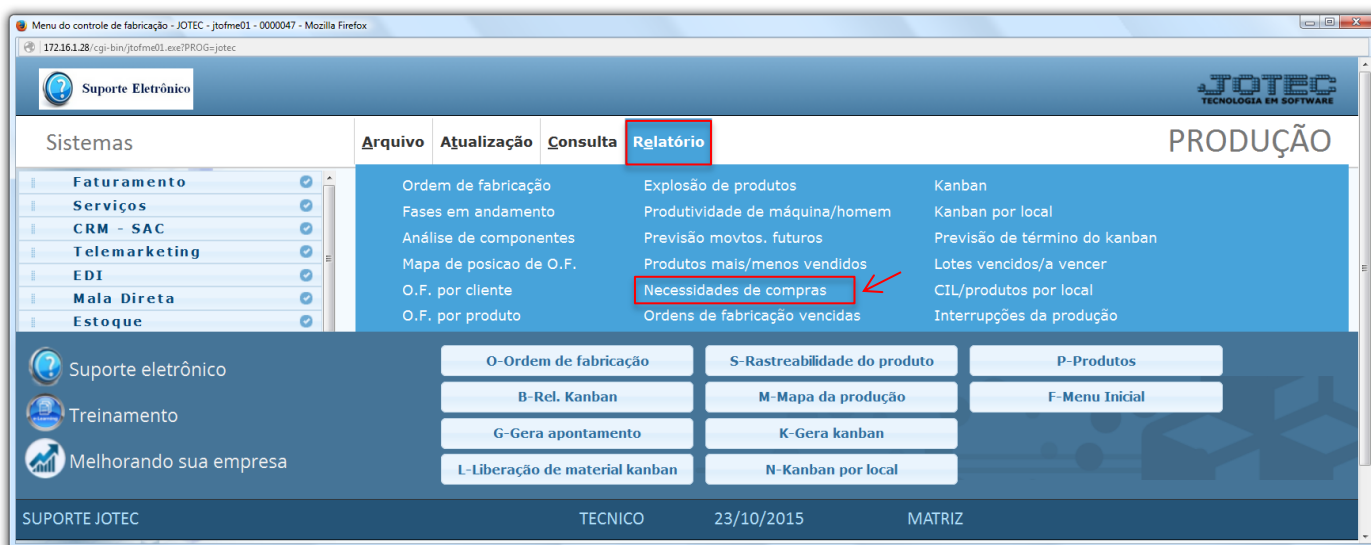 Menu do controle de fabricação - JOTEC - jtofme01 - 0000047 - Mozilla Firefox
172.16.1.28/cgi-bin/jtofme01.exe?PROG=jotec
Suporte Eletrônico
JOTEC
TECNOLOGIA EM SOFTWARE
Sistemas
Arquivo Atualização Consulta Relatório
PRODUÇÃO
Faturamento
Serviços
CRM - SAC
Telemarketing
EDI
Mala Direta
Estoque
Ordem de fabricação
Fases em andamento
Análise de componentes
Mapa de posicao de O.F.
O.F. por cliente
O.F. por produto
Explosão de produtos
Produtividade de máquina/homem
Previsão movtos. futuros
Produtos mais/menos vendidos
Necessidades de compras
Ordens de fabricação vencidas
Kanban
Kanban por local
Previsão de término do kanban
Lotes vencidos/a vencer
CIL/produtos por local
Interrupções da produção
Suporte eletrônico
Treinamento
Melhorando sua empresa
O-Ordem de fabricação
S-Rastreabilidade do produto
P-Produtos
B-Rel. Kanban
M-Mapa da produção
F-Menu Inicial
G-Gera apontamento
K-Gera kanban
L-Liberação de material kanban
N-Kanban por local
SUPORTE JOTEC TECNICO 23/10/2015 MATRIZ